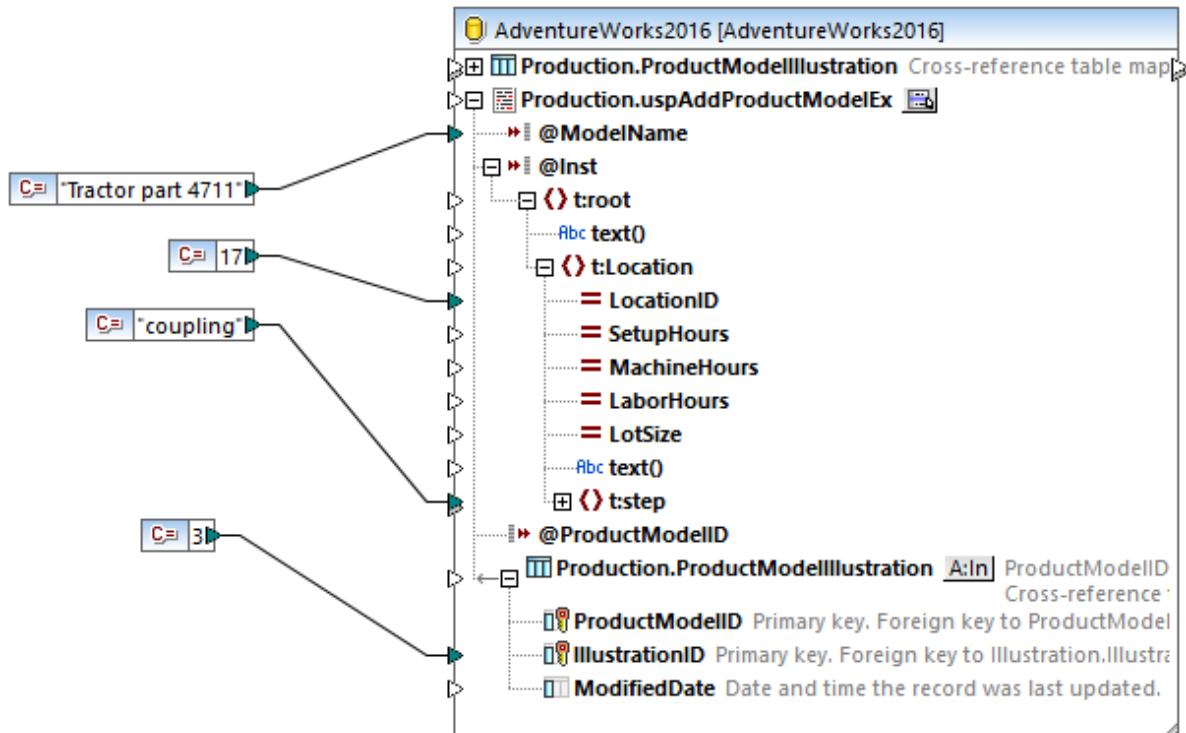 AdventureWorks2016 [AdventureWorks2016]
Production.ProductModelIllustration Cross-reference table map
Production.uspAddProductModelEx
@ModelName
@Inst
C= "Tractor part 4711"
t:root
Abc text()
C= 17
t:Location
LocationID
C= "coupling"
SetupHours
MachineHours
LaborHours
LotSize
Abc text()
t:step
C= 3
@ProductModelID
Production.ProductModelIllustration A:In ProductModelID
Cross-reference
ProductModelID Primary key. Foreign key to ProductModel
IllustrationID Primary key. Foreign key to Illustration.Illustra
ModifiedDate Date and time the record was last updated.